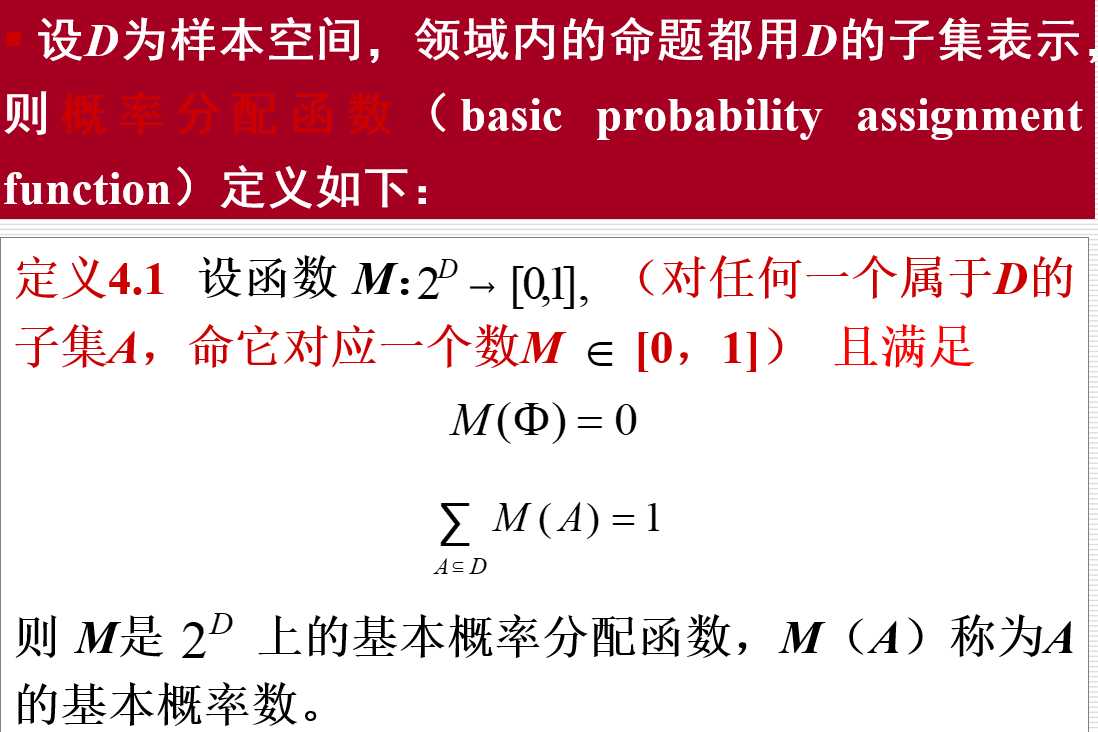 ▪ 设D为样本空间，领域内的命题都用D的子集表示，
则 概率分配函数（basic probability assignment
function）定义如下：
定义4.1 设函数 M：2^D → [0,1]，（对任何一个属于D的
子集A，命它对应一个数M ∈ [0，1]） 且满足
M(Φ) = 0
∑ M(A) = 1
A⊆D
则 M是 2^D 上的基本概率分配函数，M（A）称为A
的基本概率数。